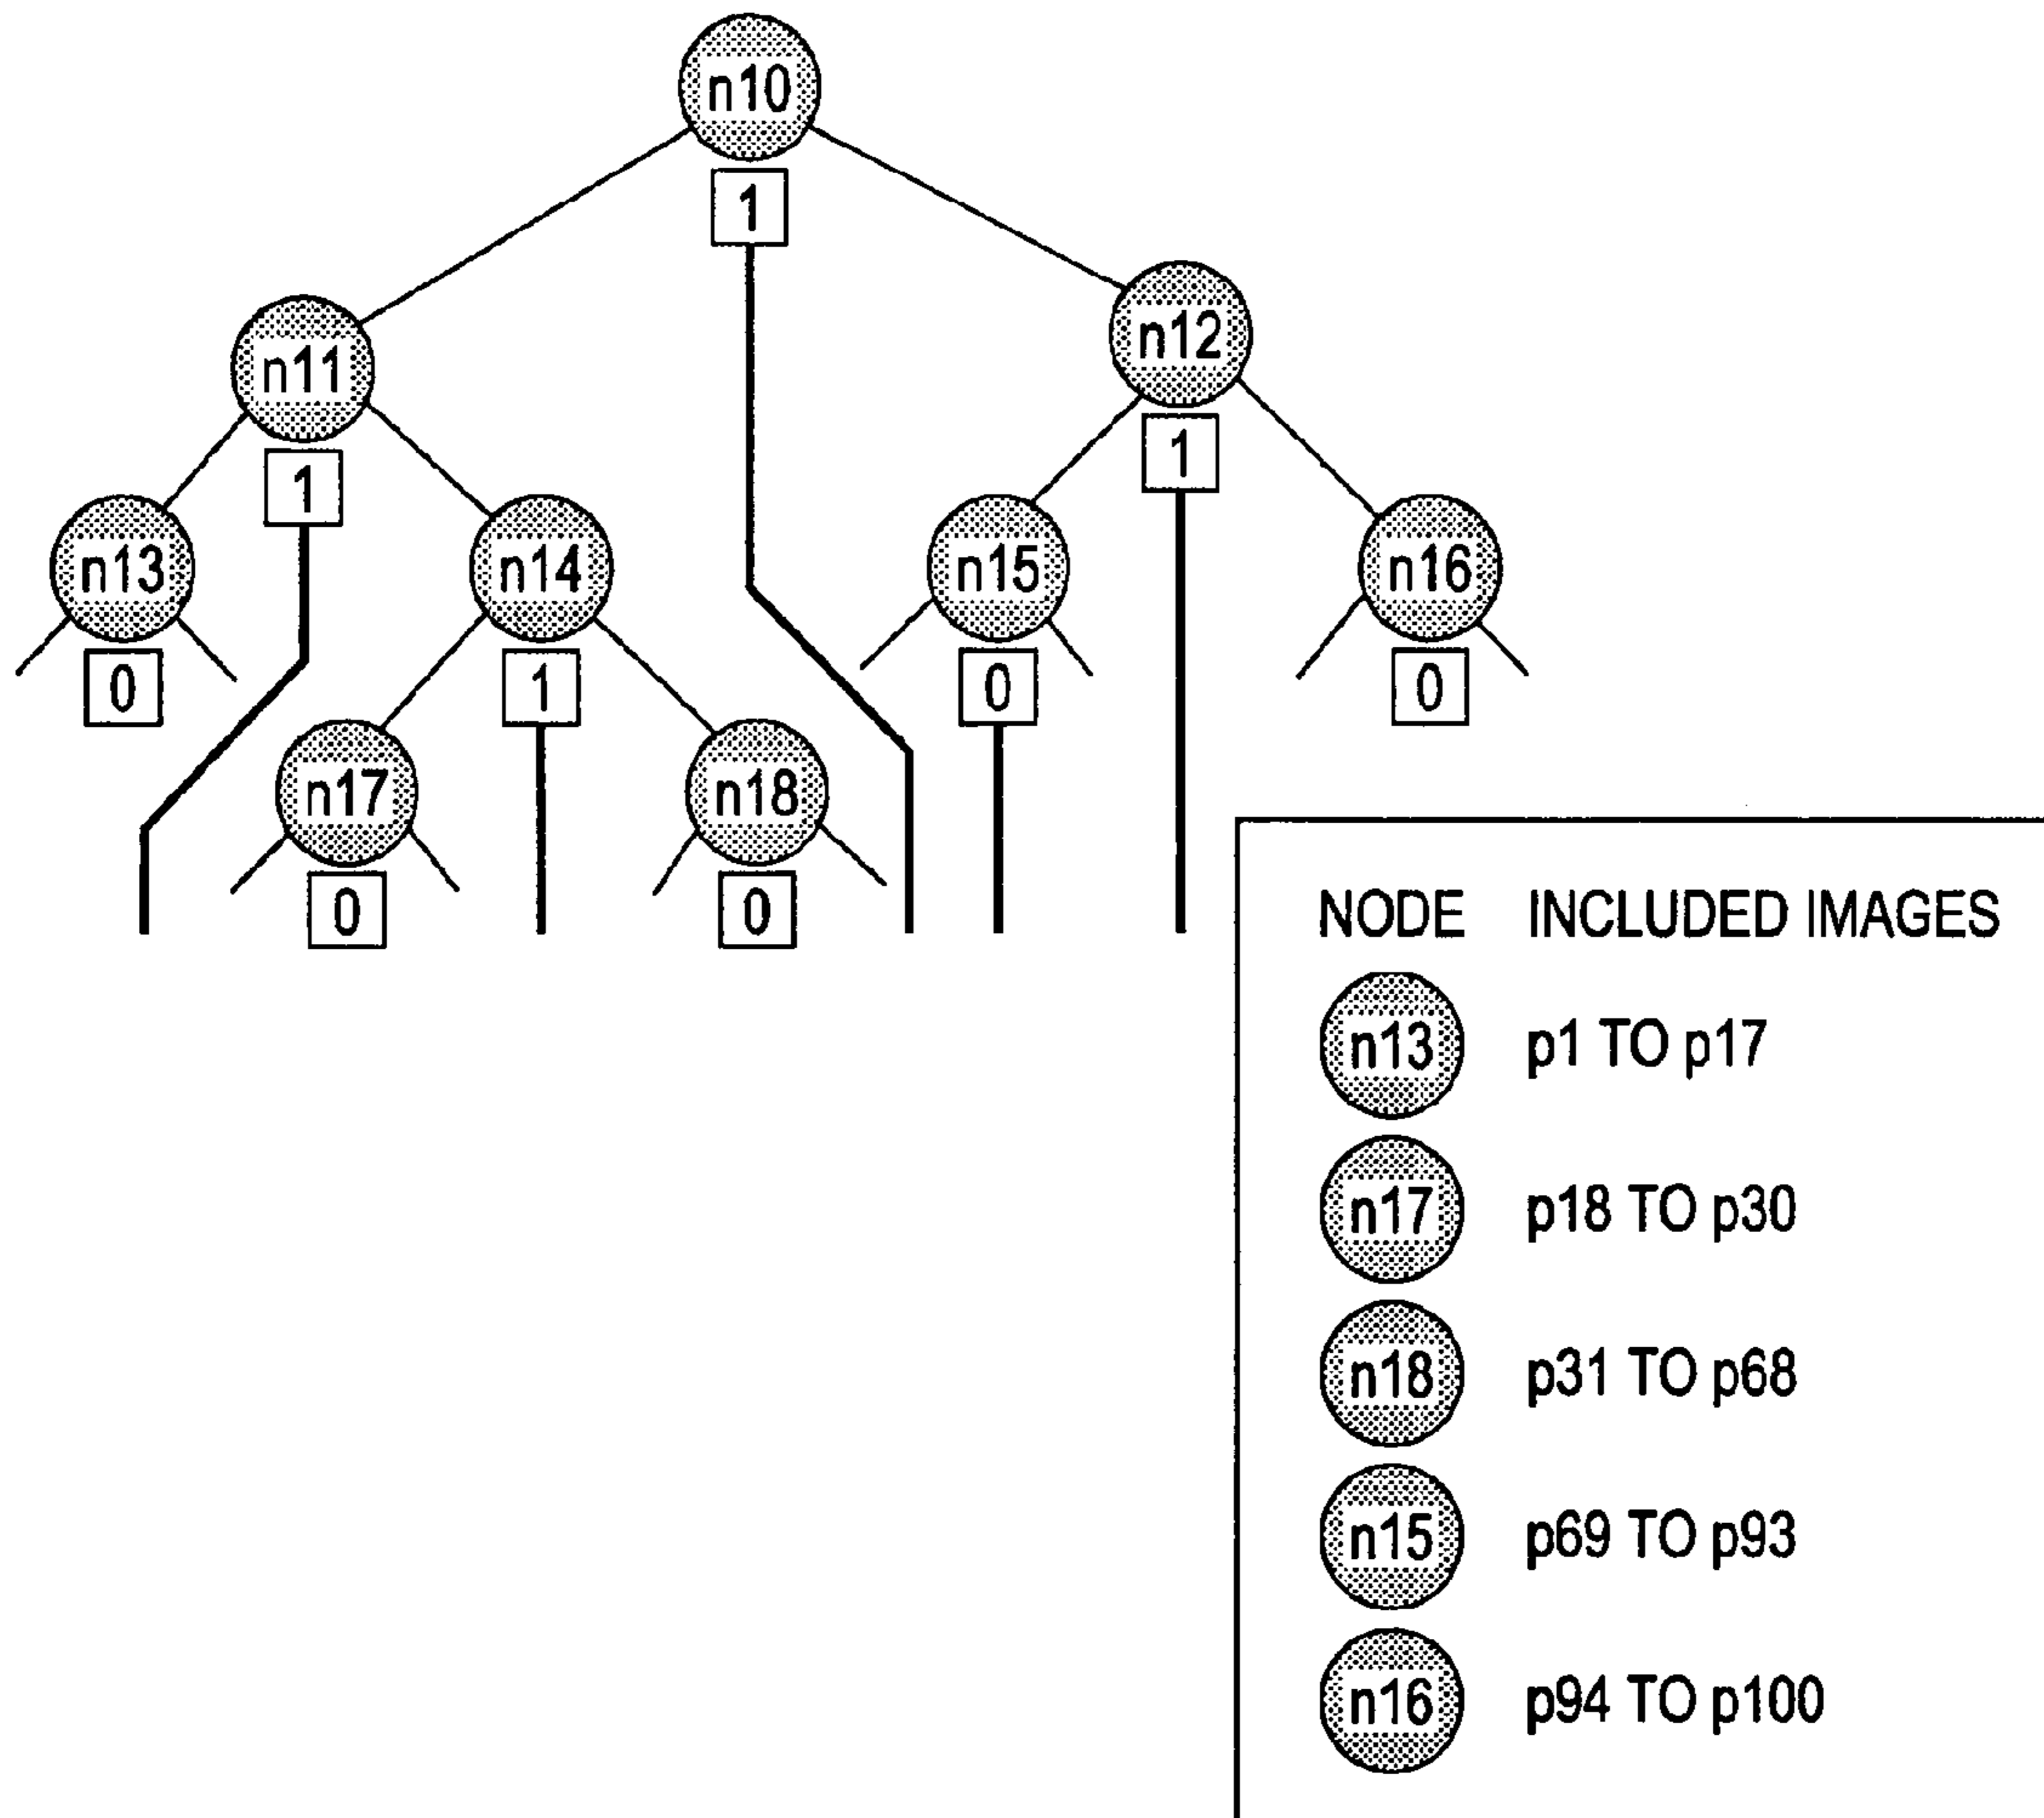 n10
1
n12
n11
1
1
n13
n14
n15
n16
0
1
0
0
n17
n18
0
0
NODE INCLUDED IMAGES
n13 p1 TO p17
n17 p18 TO p30
n18 p31 TO p68
n15 p69 TO p93
n16 p94 TO p100